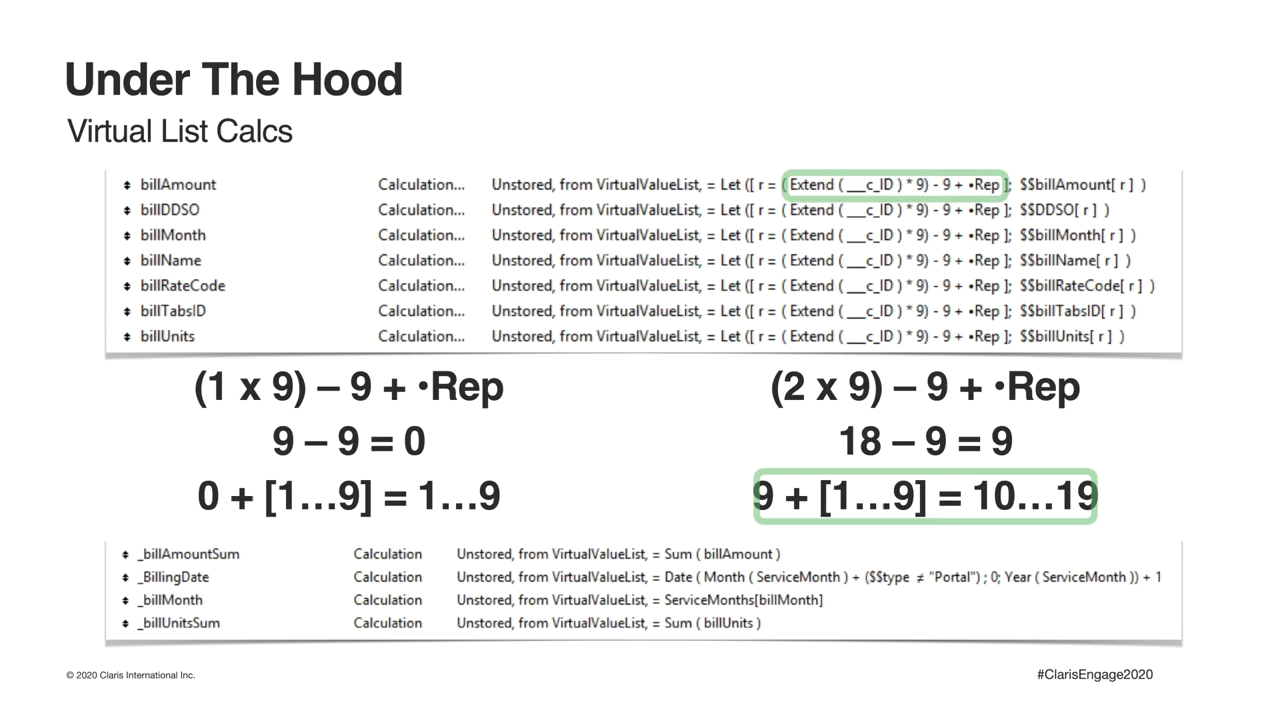 Under The Hood
Virtual List Calcs
billAmount Calculation... Unstored, from VirtualValueList, = Let ([ r = ( Extend ( ___c_ID ) * 9) - 9 + •Rep ]; $$billAmount[ r ] )
billDDSO Calculation... Unstored, from VirtualValueList, = Let ([ r = ( Extend ( ___c_ID ) * 9) - 9 + •Rep ]; $$DDSO[ r ] )
billMonth Calculation... Unstored, from VirtualValueList, = Let ([ r = ( Extend ( ___c_ID ) * 9) - 9 + •Rep ]; $$billMonth[ r ] )
billName Calculation... Unstored, from VirtualValueList, = Let ([ r = ( Extend ( ___c_ID ) * 9) - 9 + •Rep ]; $$billName[ r ] )
billRateCode Calculation... Unstored, from VirtualValueList, = Let ([ r = ( Extend ( ___c_ID ) * 9) - 9 + •Rep ]; $$billRateCode[ r ] )
billTabsID Calculation... Unstored, from VirtualValueList, = Let ([ r = ( Extend ( ___c_ID ) * 9) - 9 + •Rep ]; $$billTabsID[ r ] )
billUnits Calculation... Unstored, from VirtualValueList, = Let ([ r = ( Extend ( ___c_ID ) * 9) - 9 + •Rep ]; $$billUnits[ r ] )
(1 x 9) – 9 + •Rep
9 – 9 = 0
0 + [1…9] = 1…9
(2 x 9) – 9 + •Rep
18 – 9 = 9
9 + [1…9] = 10…19
_billAmountSum Calculation Unstored, from VirtualValueList, = Sum ( billAmount )
_BillingDate Calculation Unstored, from VirtualValueList, = Date ( Month ( ServiceMonth ) + ($$type ≠ "Portal") ; 0; Year ( ServiceMonth )) + 1
_billMonth Calculation Unstored, from VirtualValueList, = ServiceMonths[billMonth]
_billUnitsSum Calculation Unstored, from VirtualValueList, = Sum ( billUnits )
© 2020 Claris International Inc.
#ClarisEngage2020